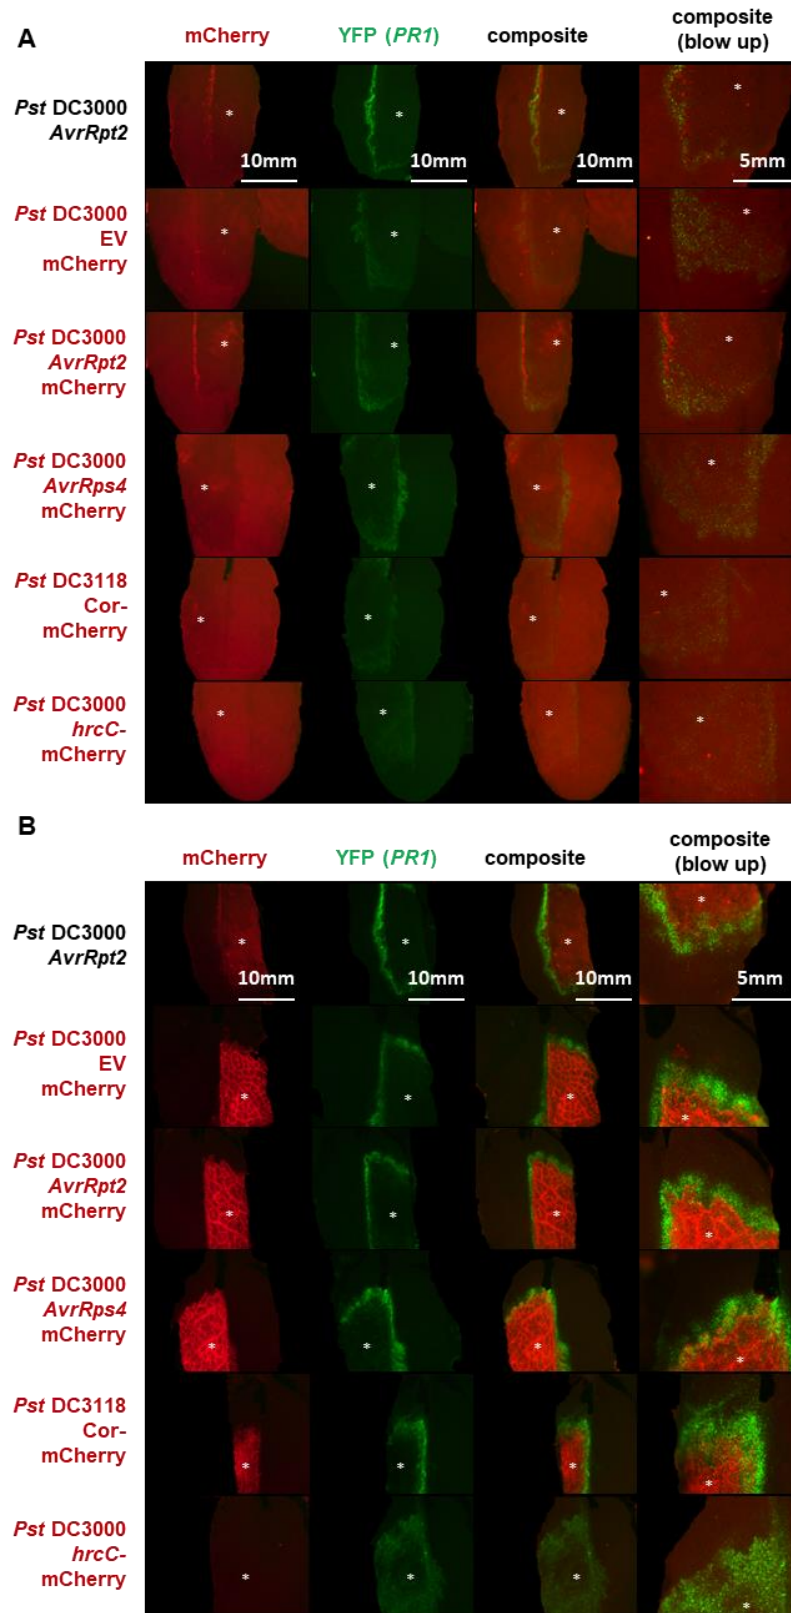 A
mCherry
YFP (PR1)
composite
composite
(blow up)
Pst DC3000
AvrRpt2
10mm
10mm
10mm
5mm
*
*
*
*
Pst DC3000
EV
mCherry
*
*
*
*
Pst DC3000
AvrRpt2
mCherry
*
*
*
*
Pst DC3000
AvrRps4
mCherry
*
*
*
*
Pst DC3118
Cor-
mCherry
*
*
*
*
Pst DC3000
hrcC-
mCherry
*
*
*
*
B
mCherry
YFP (PR1)
composite
composite
(blow up)
Pst DC3000
AvrRpt2
10mm
10mm
10mm
5mm
*
*
*
*
Pst DC3000
EV
mCherry
*
*
*
*
Pst DC3000
AvrRpt2
mCherry
*
*
*
*
Pst DC3000
AvrRps4
mCherry
*
*
*
*
Pst DC3118
Cor-
mCherry
*
*
*
*
Pst DC3000
hrcC-
mCherry
*
*
*
*